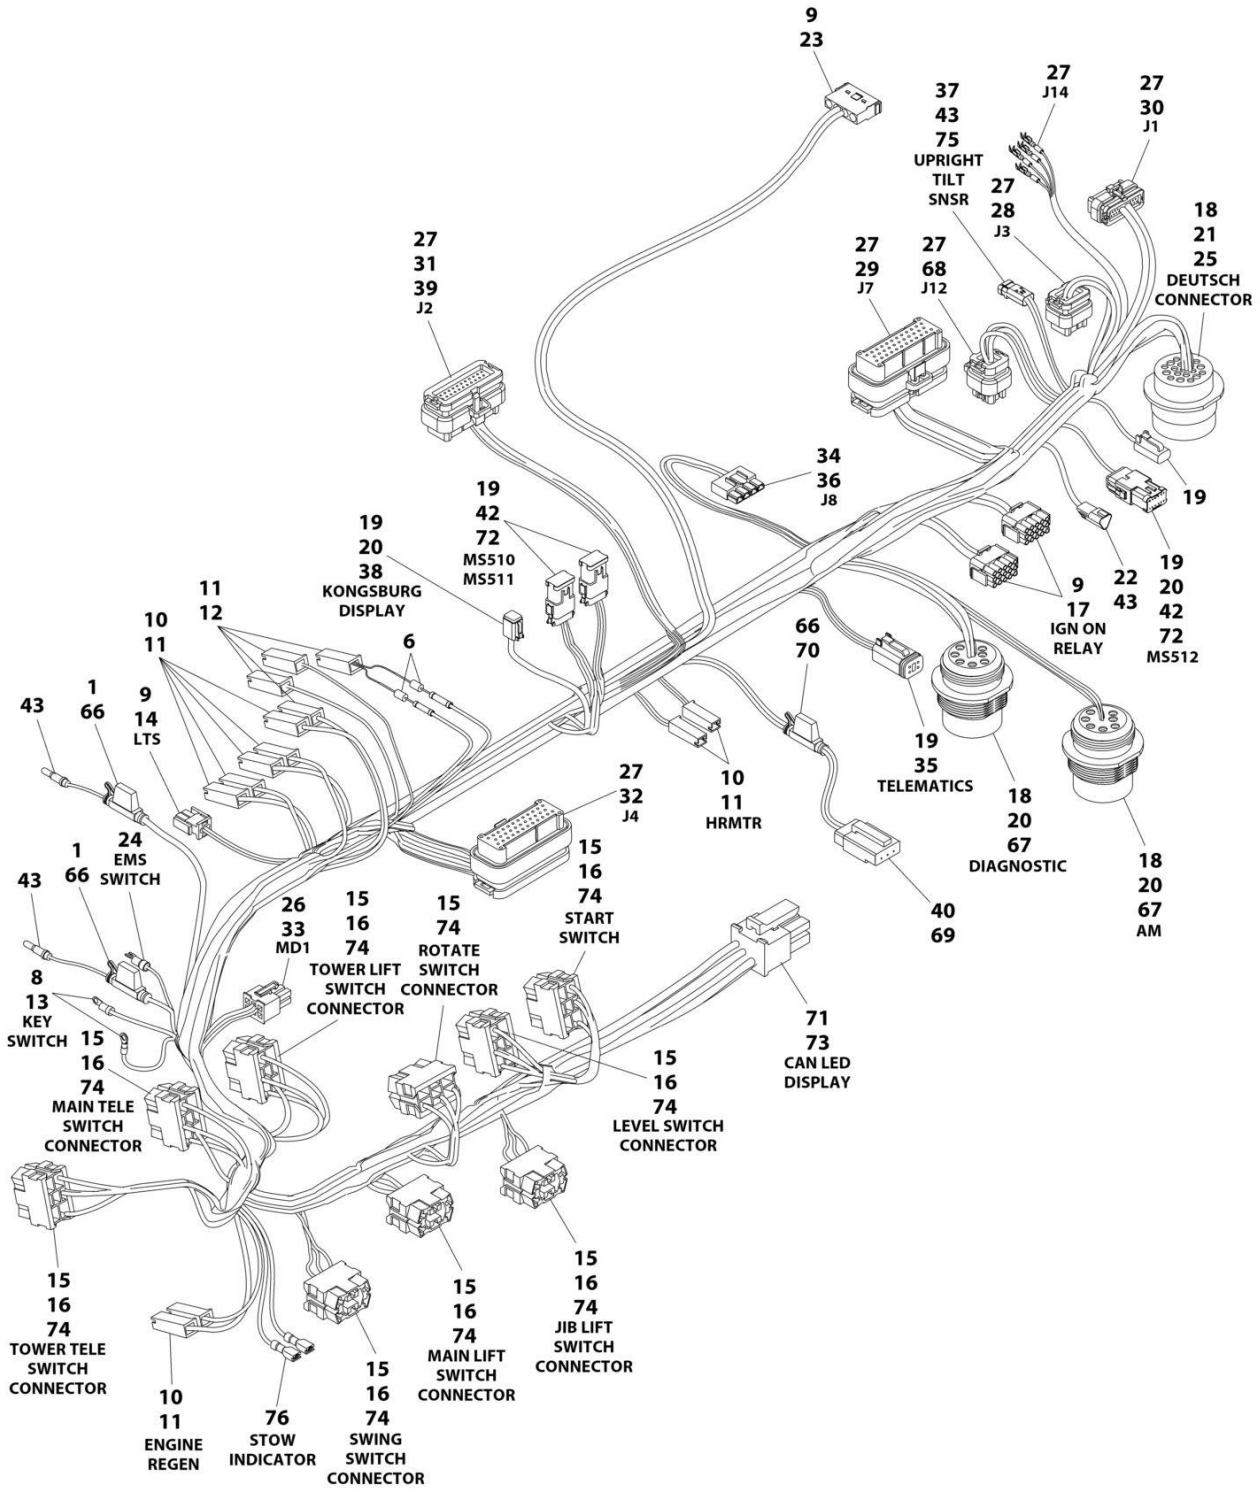 9
23
27
J14
27
30
J1
37
43
75
UPRIGHT
TILT
SNSR
27
28
J3
18
21
25
DEUTSCH
CONNECTOR
27
31
39
J2
27
29
J7
27
68
J12
34
36
J8
19
19
42
72
MS510
MS511
19
20
38
KONGSBURG
DISPLAY
22
43
19
20
42
72
MS512
9
17
IGN ON
RELAY
11
12
10
11
6
66
70
1
66
9
14
LTS
43
19
35
TELEMATICS
10
11
HRMTR
27
32
J4
18
20
67
DIAGNOSTIC
18
20
67
AM
24
EMS
SWITCH
1
66
43
15
16
74
START
SWITCH
40
69
26
33
MD1
15
16
74
TOWER LIFT
SWITCH
CONNECTOR
15
74
ROTATE
SWITCH
CONNECTOR
8
13
KEY
SWITCH
71
73
CAN LED
DISPLAY
15
16
74
MAIN TELE
SWITCH
CONNECTOR
15
16
74
LEVEL SWITCH
CONNECTOR
15
16
74
TOWER TELE
SWITCH
CONNECTOR
15
16
74
JIB LIFT
SWITCH
CONNECTOR
15
16
74
MAIN LIFT
SWITCH
CONNECTOR
15
16
74
SWING
SWITCH
CONNECTOR
10
11
ENGINE
REGEN
76
STOW
INDICATOR